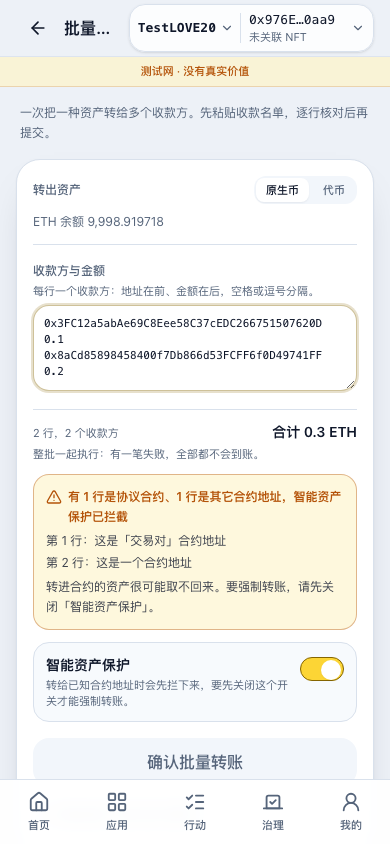 批量...
TestLOVE20
0x976E…0aa9
未关联 NFT
测试网 · 没有真实价值
一次把一种资产转给多个收款方。先粘贴收款名单，逐行核对后再
提交。
转出资产
原生币
代币
ETH 余额 9,998.919718
收款方与金额
每行一个收款方：地址在前、金额在后，空格或逗号分隔。
0x3FC12a5abAe69C8Eee58C37cEDC266751507620D
0.1
0x8aCd85898458400f7Db866d53FCFF6f0D49741FF
0.2
2 行，2 个收款方
合计 0.3 ETH
整批一起执行：有一笔失败，全部都不会到账。
有 1 行是协议合约、1 行是其它合约地址，智能资产
保护已拦截
第 1 行：这是「交易对」合约地址
第 2 行：这是一个合约地址
转进合约的资产很可能取不回来。要强制转账，请先关
闭「智能资产保护」。
智能资产保护
转给已知合约地址时会先拦下来，要先关闭这个开
关才能强制转账。
确认批量转账
首页
应用
行动
治理
我的